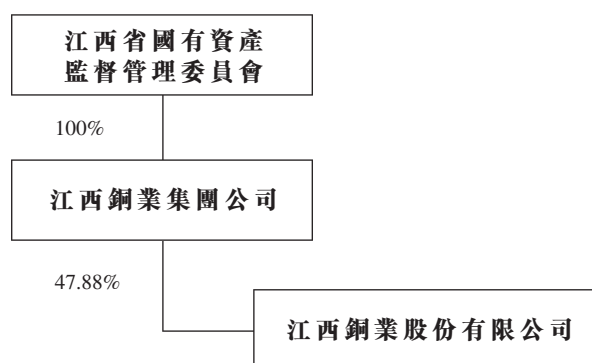 江西省國有資產
監督管理委員會
100%
江西銅業集團公司
47.88%
江西銅業股份有限公司